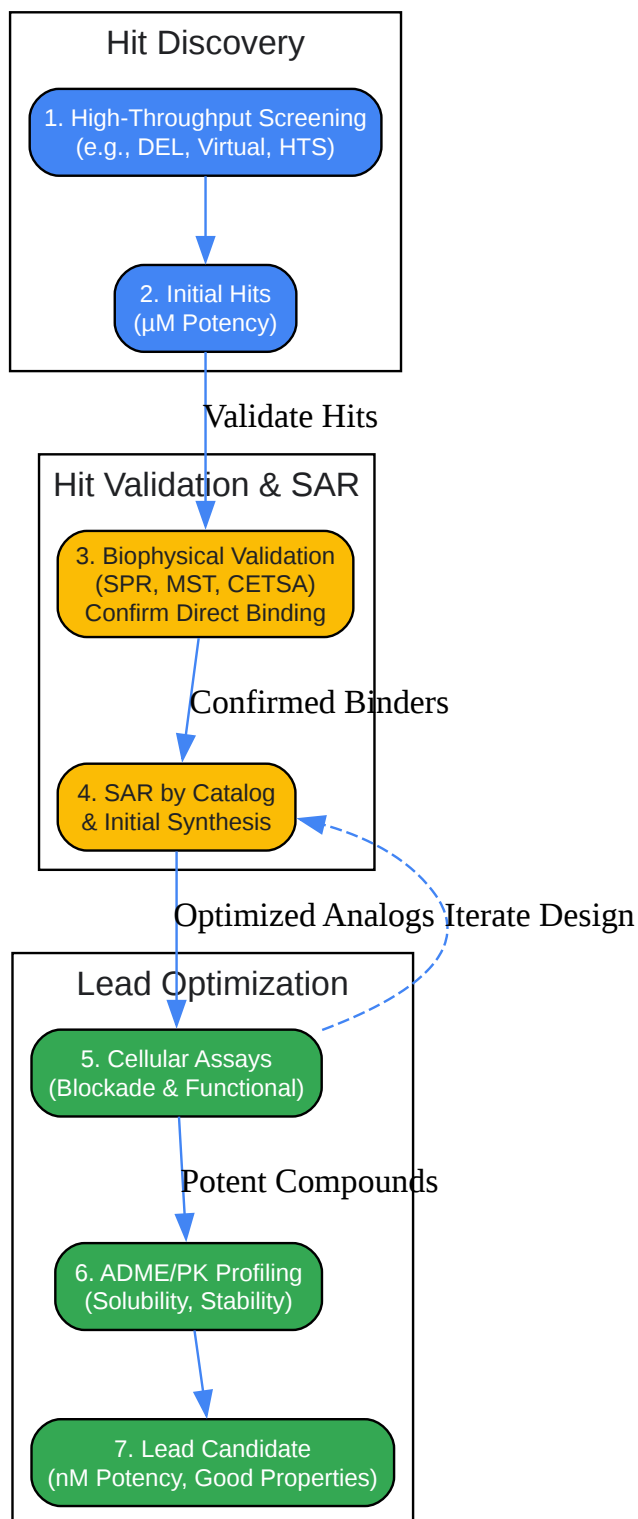 Hit Discovery
1. High-Throughput Screening
(e.g., DEL, Virtual, HTS)
2. Initial Hits
(µM Potency)
Validate Hits
Hit Validation & SAR
3. Biophysical Validation
(SPR, MST, CETSA)
Confirm Direct Binding
Confirmed Binders
4. SAR by Catalog
& Initial Synthesis
Optimized Analogs
Iterate Design
Lead Optimization
5. Cellular Assays
(Blockade & Functional)
Potent Compounds
6. ADME/PK Profiling
(Solubility, Stability)
7. Lead Candidate
(nM Potency, Good Properties)